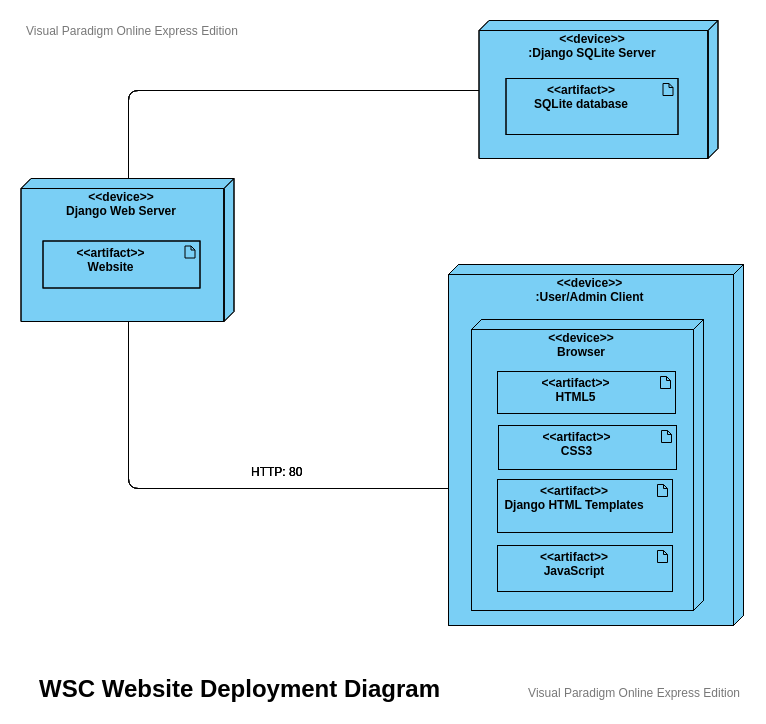 Visual Paradigm Online Express Edition
<<device>>
:Django SQLite Server
<<artifact>>
SQLite database
<<device>>
Django Web Server
<<artifact>>
Website
<<device>>
:User/Admin Client
<<device>>
Browser
<<artifact>>
HTML5
<<artifact>>
CSS3
<<artifact>>
Django HTML Templates
<<artifact>>
JavaScript
HTTP: 80
WSC Website Deployment Diagram
Visual Paradigm Online Express Edition